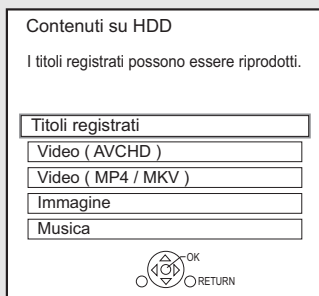 Contenuti su HDD
I titoli registrati possono essere riprodotti.
Titoli registrati
Video ( AVCHD )
Video ( MP4 / MKV )
Immagine
Musica
OK
RETURN